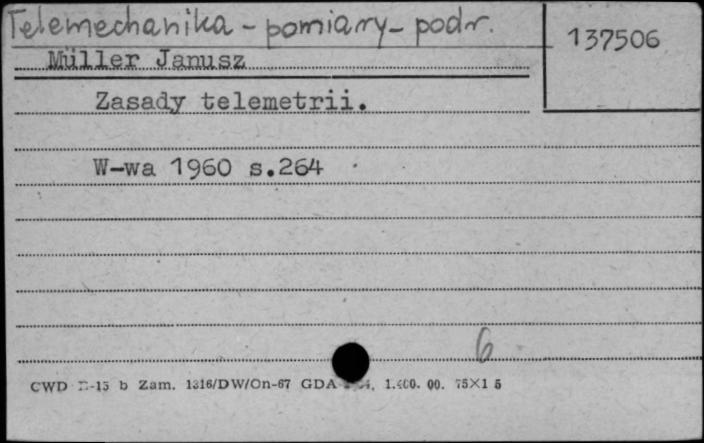 Telemechanika - pomiary - podr.
137506
Müller Janusz
Zasady telemetrii.
W-wa 1960 s.264
6
CWD b Zam. 1316/DW/On-67 GDA 00.